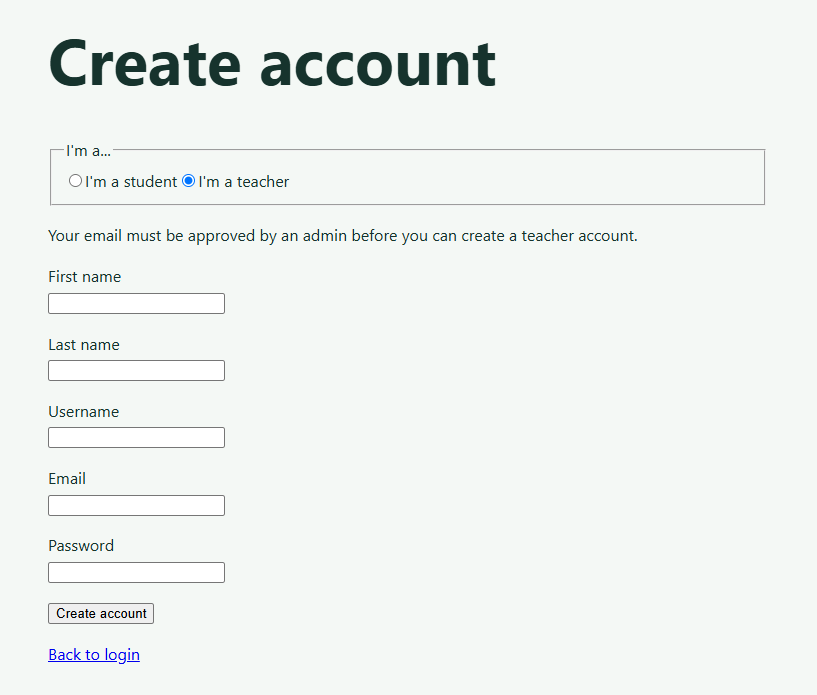 Create account
I'm a...
I'm a student I'm a teacher
Your email must be approved by an admin before you can create a teacher account.
First name
Last name
Username
Email
Password
Create account
Back to login